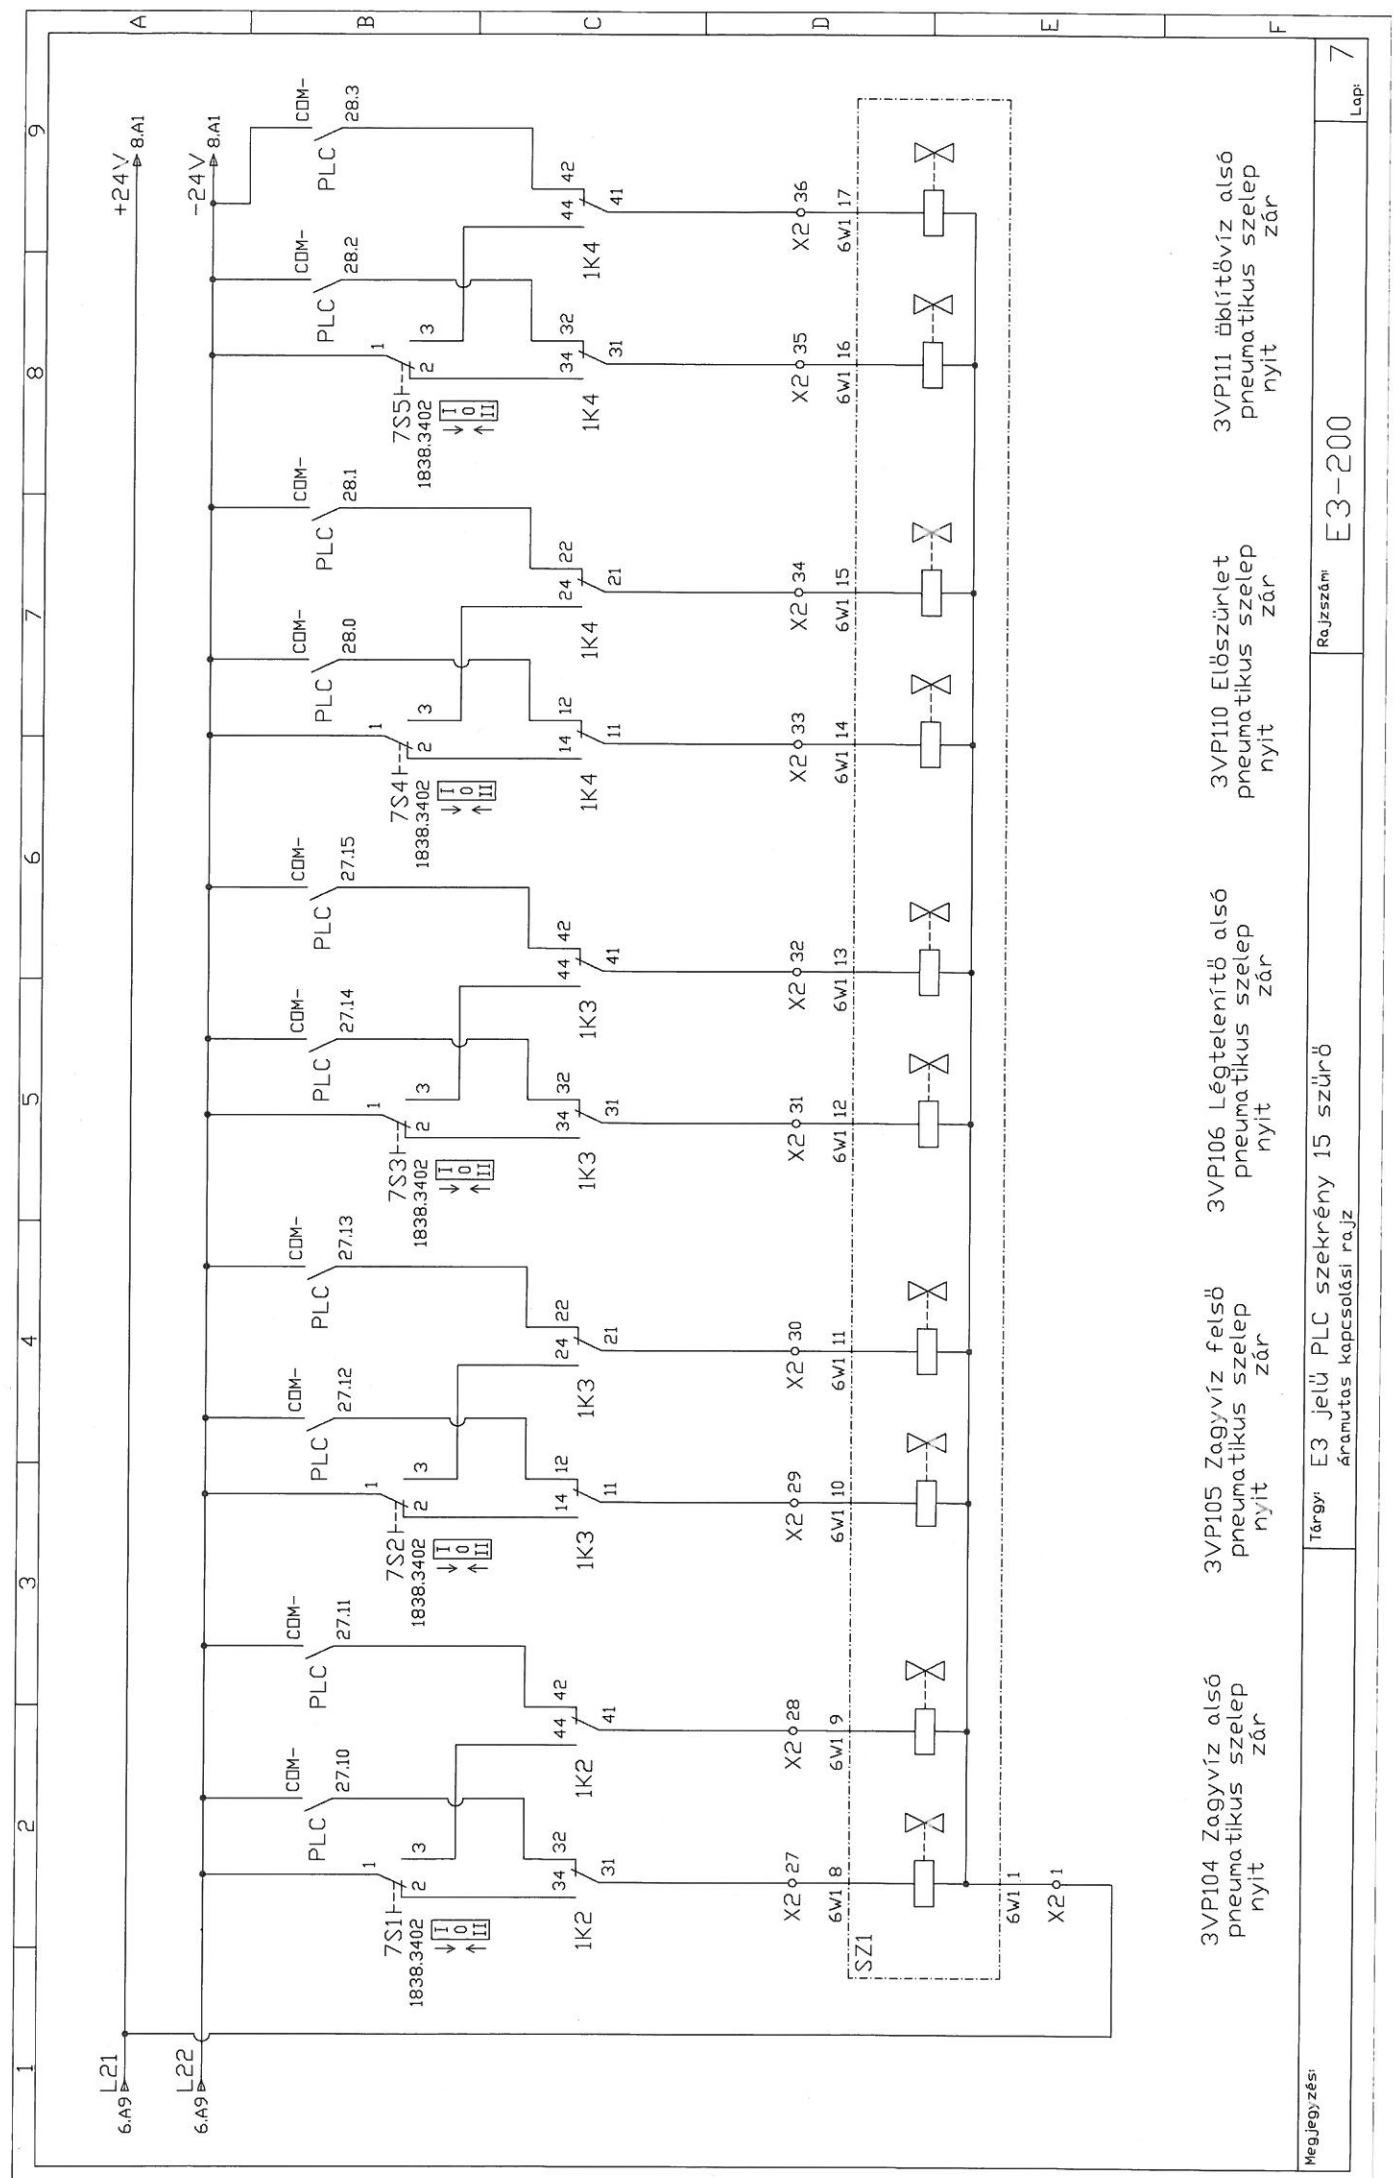 1 2 3 4 5 6 7 8 9
A
B
C
D
E
F
6.A9 L21
+24V 8.A1
6.A9 L22
-24V 8.A1
COM- COM- COM- COM- COM- COM- COM- COM- COM- COM-
PLC PLC PLC PLC PLC PLC PLC PLC PLC PLC
27.10 27.11 27.12 27.13 27.14 27.15 28.0 28.1 28.2 28.3
1 1 1 1 1
7S1 2 3
1838.3402
I 0 II
7S2 2 3
1838.3402
I 0 II
7S3 2 3
1838.3402
I 0 II
7S4 2 3
1838.3402
I 0 II
7S5 2 3
1838.3402
I 0 II
34 32 44 42 14 12 24 22 34 32 44 42 14 12 24 22 34 32 44 42
31 41 11 21 31 41 11 21 31 41
1K2 1K2 1K3 1K3 1K3 1K3 1K4 1K4 1K4 1K4
X2 27 X2 28 X2 29 X2 30 X2 31 X2 32 X2 33 X2 34 X2 35 X2 36
6W1 8 6W1 9 6W1 10 6W1 11 6W1 12 6W1 13 6W1 14 6W1 15 6W1 16 6W1 17
SZ1
6W1 1
X2 1
3VP104 Zagyvíz alsó
pneumatikus szelep
nyit zár
3VP105 Zagyvíz felső
pneumatikus szelep
nyit zár
3VP106 Légtelenítő alsó
pneumatikus szelep
nyit zár
3VP110 Előszűrlet
pneumatikus szelep
nyit zár
3VP111 öblítővíz alsó
pneumatikus szelep
nyit zár
Megjegyzés:
Tárgy: E3 jelű PLC szekrény 15 szűrő
Áramutas kapcsolási rajz
Rajzszám: E3-200
Lap: 7